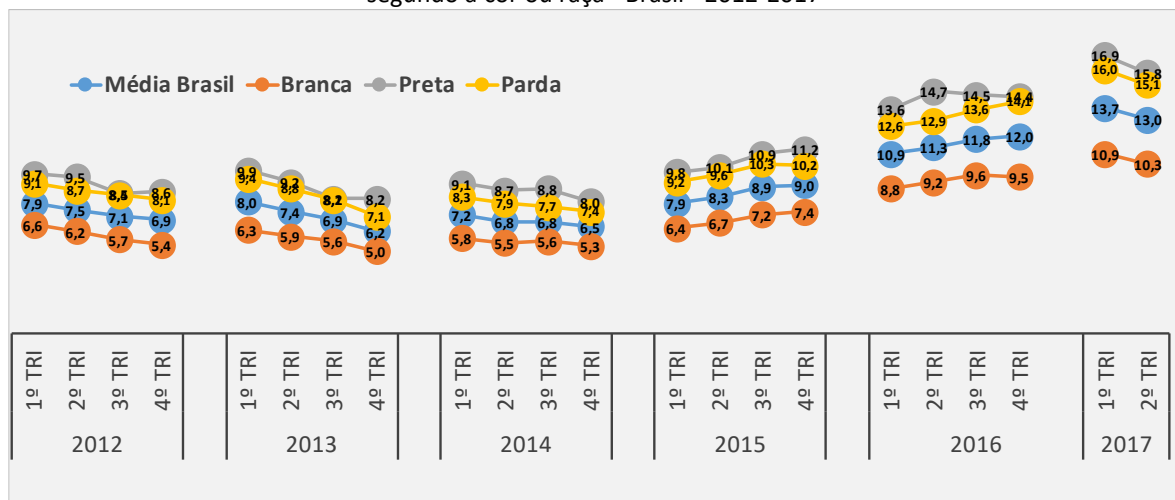 segundo a cor ou raça - Brasil - 2012-2017
Média Brasil Branca Preta Parda
9,7 9,5 8,6
9,1 8,7 8,1
7,9 7,5 7,1 6,9
6,6 6,2 5,7 5,4
9,9 9,3 8,2 8,2
9,4 8,8 7,1
8,0 7,4 6,9 6,2
6,3 5,9 5,6 5,0
9,1 8,7 8,8 8,0
8,3 7,9 7,7 7,4
7,2 6,8 6,8 6,5
5,8 5,5 5,6 5,3
9,8 10,1 10,9 11,2
9,2 9,6 10,3 10,2
7,9 8,3 8,9 9,0
6,4 6,7 7,2 7,4
13,6 14,7 14,5 14,4
12,6 12,9 13,6 14,1
10,9 11,3 11,8 12,0
8,8 9,2 9,6 9,5
16,9 15,8
16,0 15,1
13,7 13,0
10,9 10,3
1º TRI 2º TRI 3º TRI 4º TRI 1º TRI 2º TRI 3º TRI 4º TRI 1º TRI 2º TRI 3º TRI 4º TRI 1º TRI 2º TRI 3º TRI 4º TRI 1º TRI 2º TRI 3º TRI 4º TRI 1º TRI 2º TRI
2012 2013 2014 2015 2016 2017